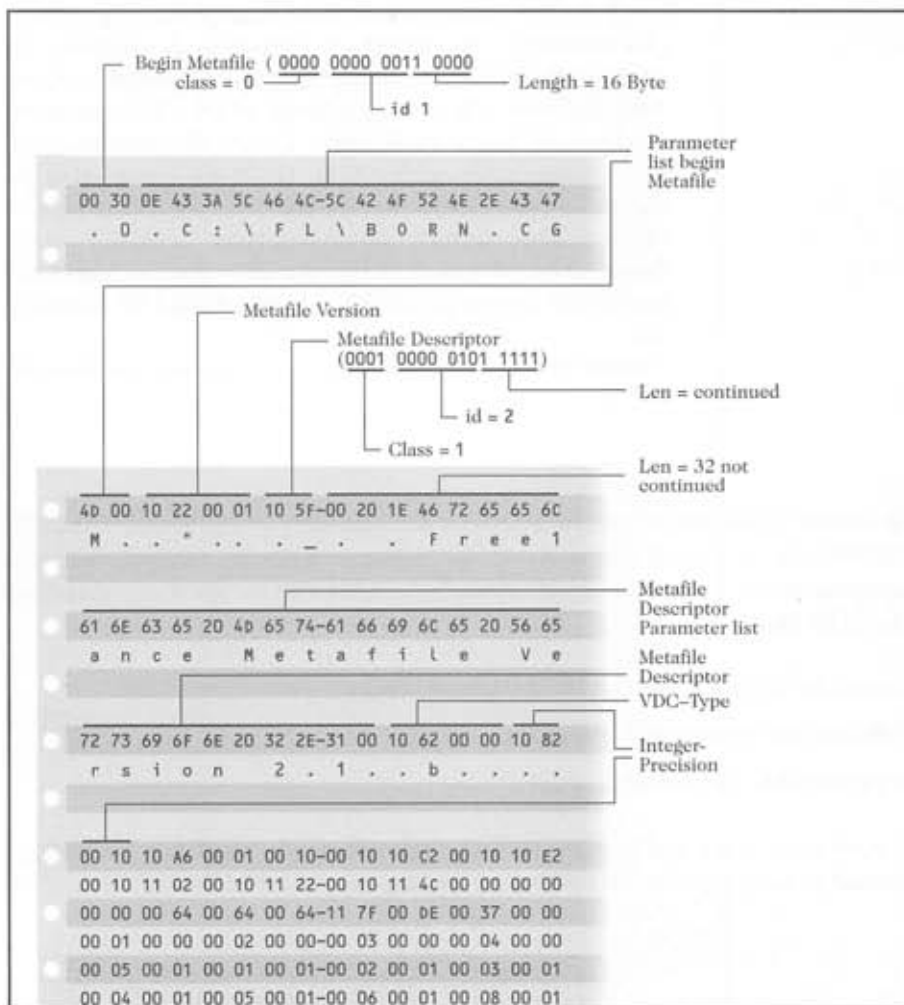 Begin Metafile ( 0000 0000 0011 0000
class = 0
Length = 16 Byte
id 1
Parameter
list begin
Metafile
00 30 0E 43 3A 5C 46 4C-5C 42 4F 52 4E 2E 43 47
. 0 . C : \ F L \ B O R N . C G
Metafile Version
Metafile Descriptor
(0001 0000 0101 1111)
Len = continued
id = 2
Class = 1
Len = 32 not
continued
4D 00 10 22 00 01 10 5F-00 20 1E 46 72 65 65 6C
M . . " . . . _ . . . F r e e l
Metafile
Descriptor
Parameter list
61 6E 63 65 20 4D 65 74-61 66 69 6C 65 20 56 65
a n c e M e t a f i l e V e
Metafile
Descriptor
VDC-Type
72 73 69 6F 6E 20 32 2E-31 00 10 62 00 00 10 82
r s i o n 2 . 1 . . b . . . .
Integer-
Precision
00 10 10 A6 00 01 00 10-00 10 10 C2 00 10 10 E2
00 10 11 02 00 10 11 22-00 10 11 4C 00 00 00 00
00 00 00 64 00 64 00 64-11 7F 00 DE 00 37 00 00
00 01 00 00 00 02 00 00-00 03 00 00 00 04 00 00
00 05 00 01 00 01 00 01-00 02 00 01 00 03 00 01
00 04 00 01 00 05 00 01-00 06 00 01 00 08 00 01